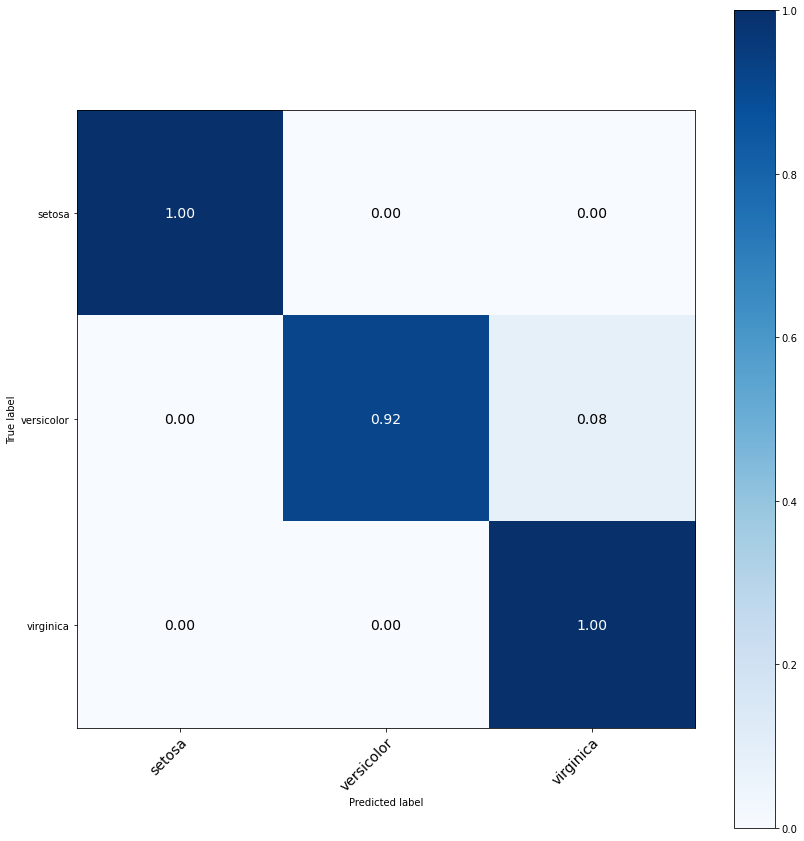 1.0
0.8
0.6
0.4
0.2
0.0
True label
setosa
1.00 0.00 0.00
versicolor
0.00 0.92 0.08
virginica
0.00 0.00 1.00
setosa
versicolor
virginica
Predicted label